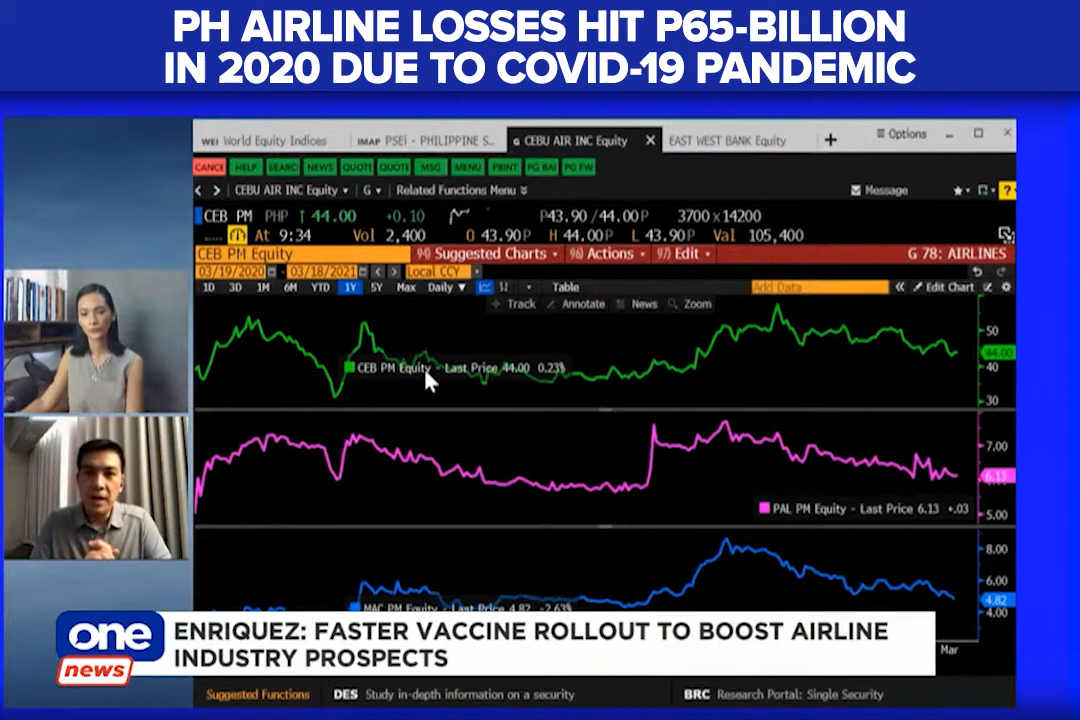 PH AIRLINE LOSSES HIT P65-BILLION
IN 2020 DUE TO COVID-19 PANDEMIC
WEI World Equity Indices IMAP PSEi - PHILIPPINE S... G CEBU AIR INC Equity X EAST WEST BANK Equity + Options
CANCE HELP SEARC NEWS QUOTE QUOTE MSG MENU PRINT PG BA PG FW
< > CEBU AIR INC Equity G Related Functions Menu Message ?
CEB PM PHP ↑ 44.00 +0.10 P43.90/44.00P 3700x14200
At 9:34 Vol 2,400 O 43.90P H 44.00P L 43.90P Val 105,400
CEB PM Equity 94) Suggested Charts 96) Actions 97) Edit G 78: AIRLINES
03/19/2020 - 03/18/2021 < > Local CCY
1D 3D 1M 6M YTD 1Y 5Y Max Daily ▼ Table Add Data « Edit Chart
+ Track Annotate News Zoom
50
44.00
CEB PM Equity - Last Price 44.00 0.23%
40
30
7.00
6.13
PAL PM Equity - Last Price 6.13 +.03
5.00
8.00
6.00
4.82
MAC PM Equity - Last Price 4.82 -2.63%
4.00
one
news
ENRIQUEZ: FASTER VACCINE ROLLOUT TO BOOST AIRLINE
INDUSTRY PROSPECTS
Mar
Suggested Functions DES Study in-depth information on a security BRC Research Portal: Single Security